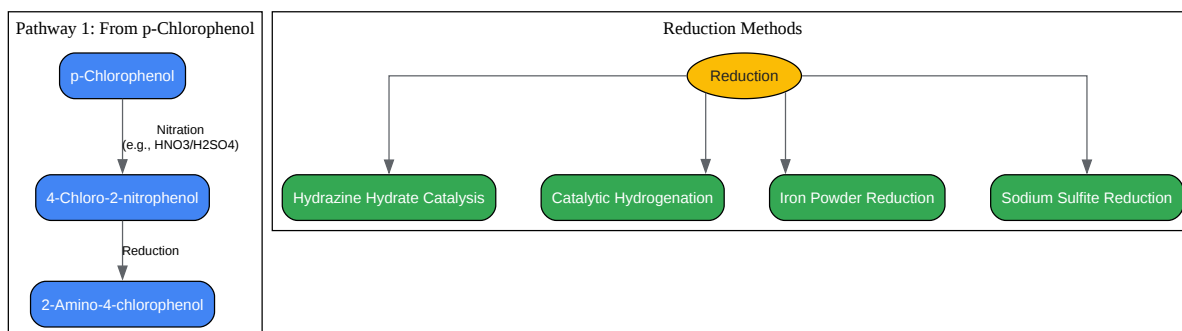 Pathway 1: From p-Chlorophenol
p-Chlorophenol
Nitration
(e.g., HNO3/H2SO4)
4-Chloro-2-nitrophenol
Reduction
2-Amino-4-chlorophenol
Reduction Methods
Reduction
Hydrazine Hydrate Catalysis
Catalytic Hydrogenation
Iron Powder Reduction
Sodium Sulfite Reduction